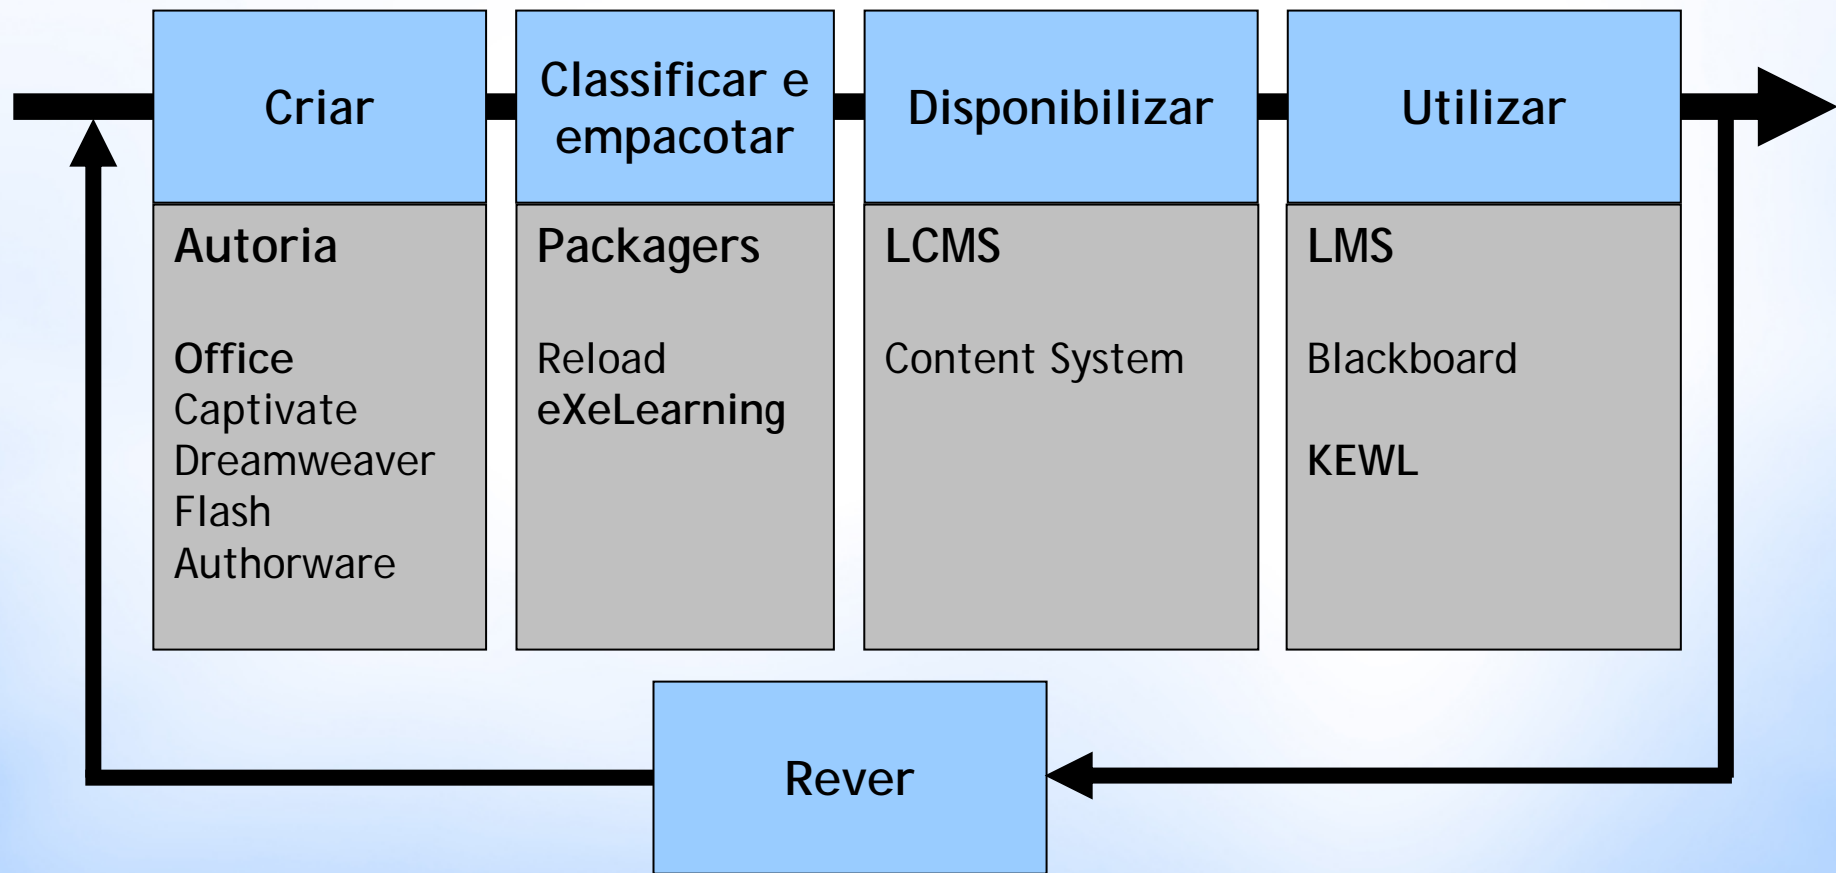 Criar
Classificar e
empacotar
Disponibilizar
Utilizar
Autoria
Office
Captivate
Dreamweaver
Flash
Authorware
Packagers
Reload
eXeLearning
LCMS
Content System
LMS
Blackboard
KEWL
Rever